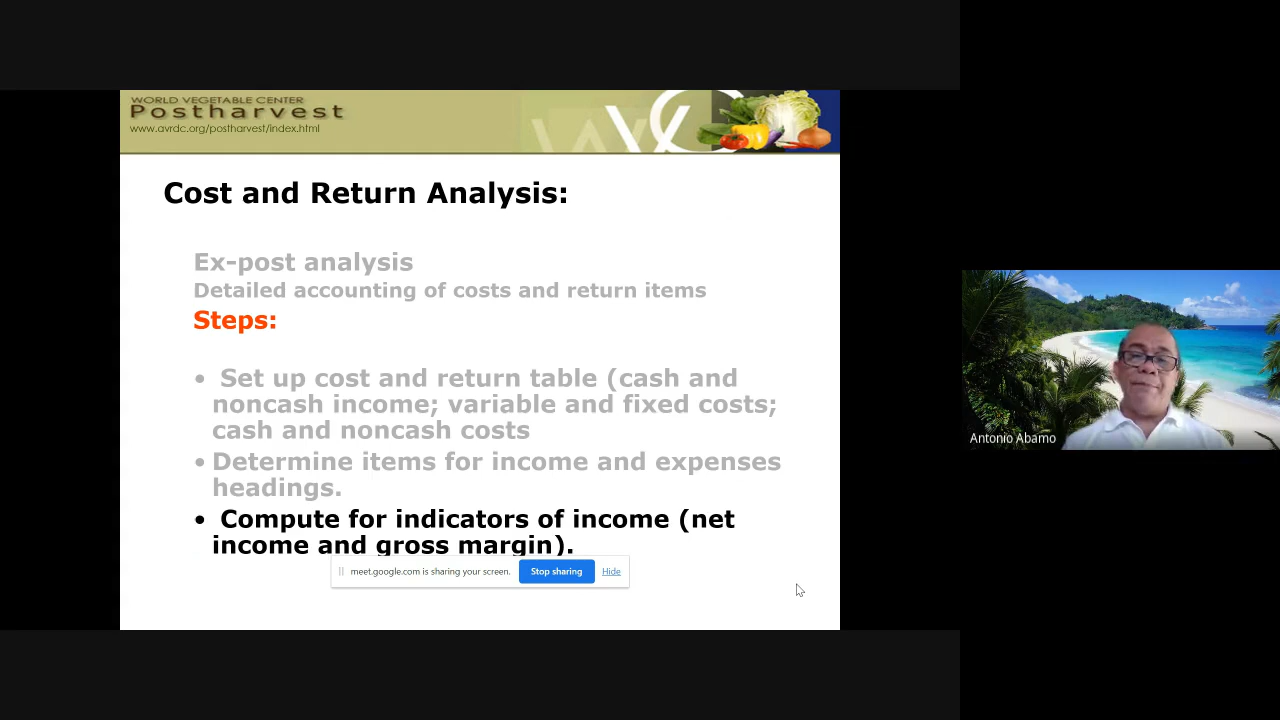 WORLD VEGETABLE CENTER
Postharvest
www.avrdc.org/postharvest/index.html
Cost and Return Analysis:
Ex-post analysis
Detailed accounting of costs and return items
Steps:
• Set up cost and return table (cash and
noncash income; variable and fixed costs;
cash and noncash costs
• Determine items for income and expenses
headings.
• Compute for indicators of income (net
income and gross margin).
meet.google.com is sharing your screen. Stop sharing Hide
Antonio Abamo